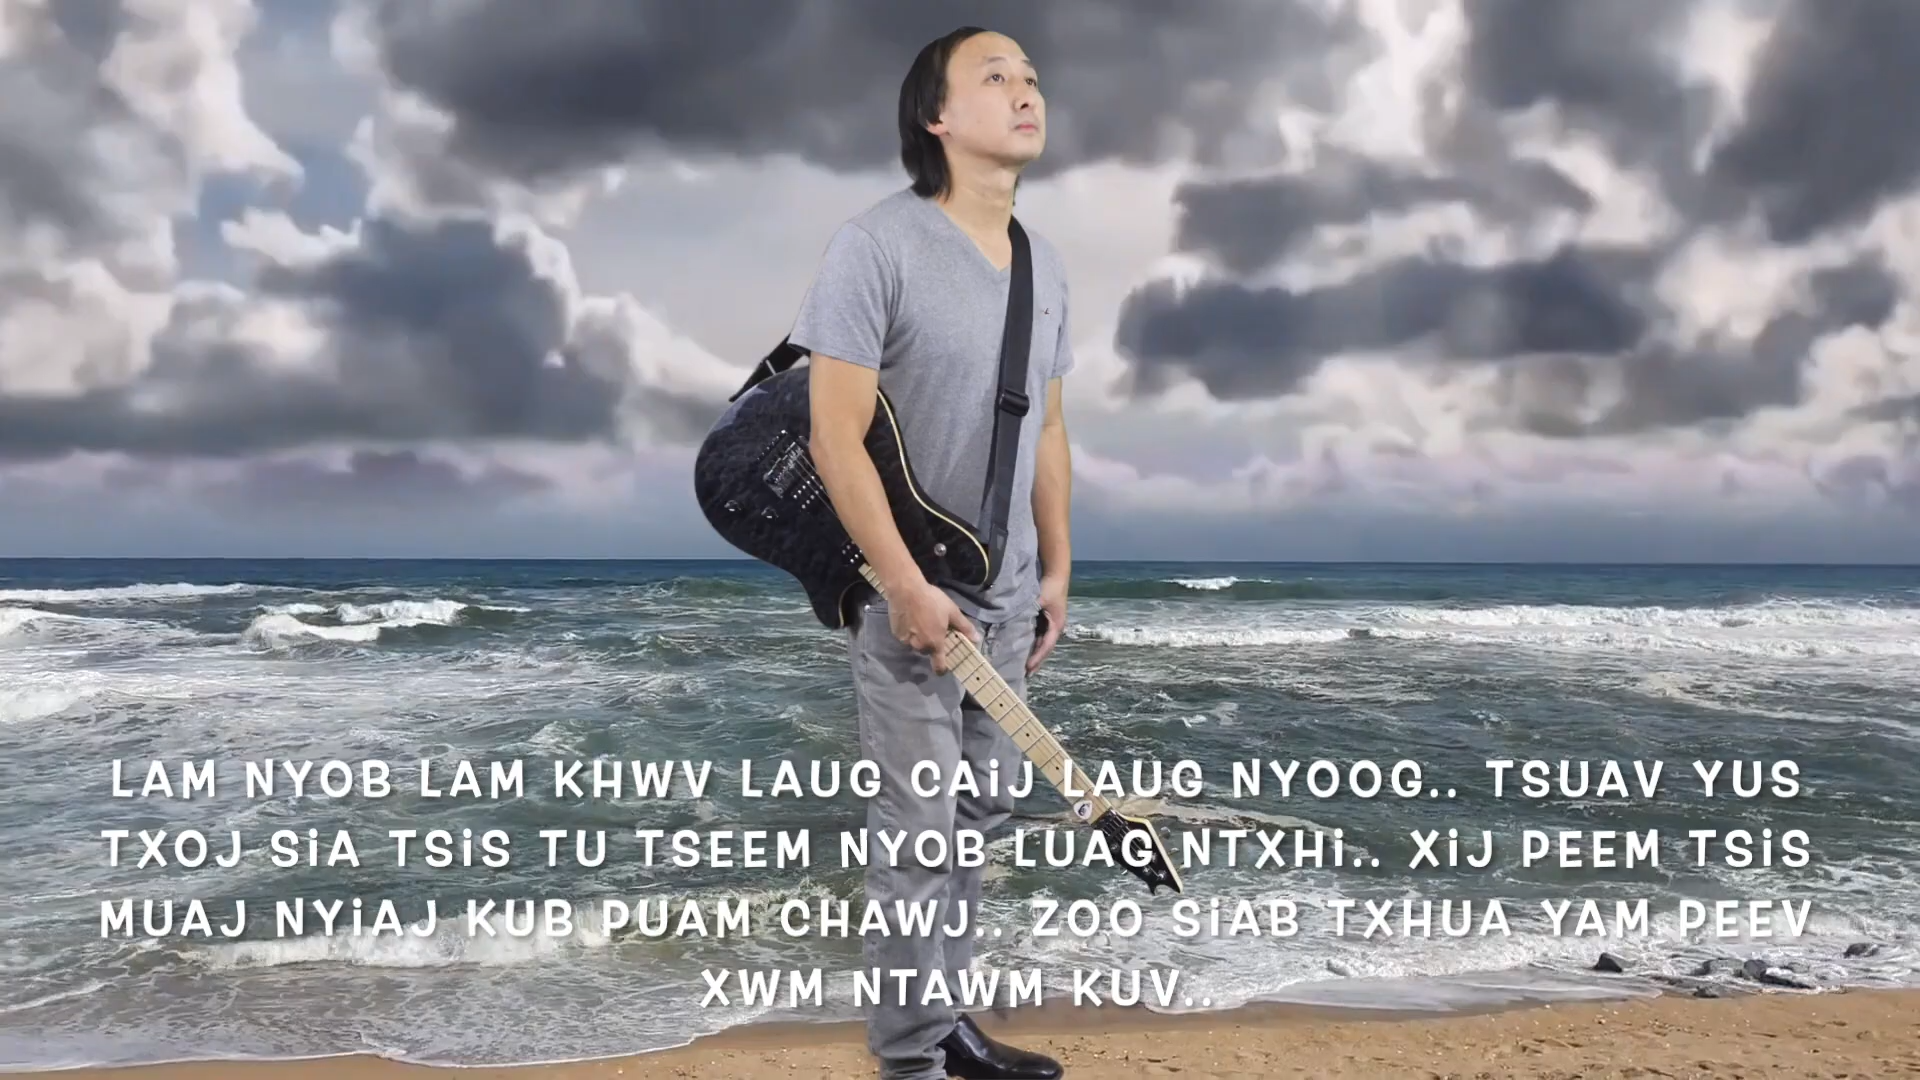 LAM NYOB LAM KHWV LAUG CAiJ LAUG NYOOG.. TSUAV YUS
TXOJ SiA TSiS TU TSEEM NYOB LUAG NTXHi.. XiJ PEEM TSiS
MUAJ NYiAJ KUB PUAM CHAWJ.. ZOO SiAB TXHUA YAM PEEV
XWM NTAWM KUV..